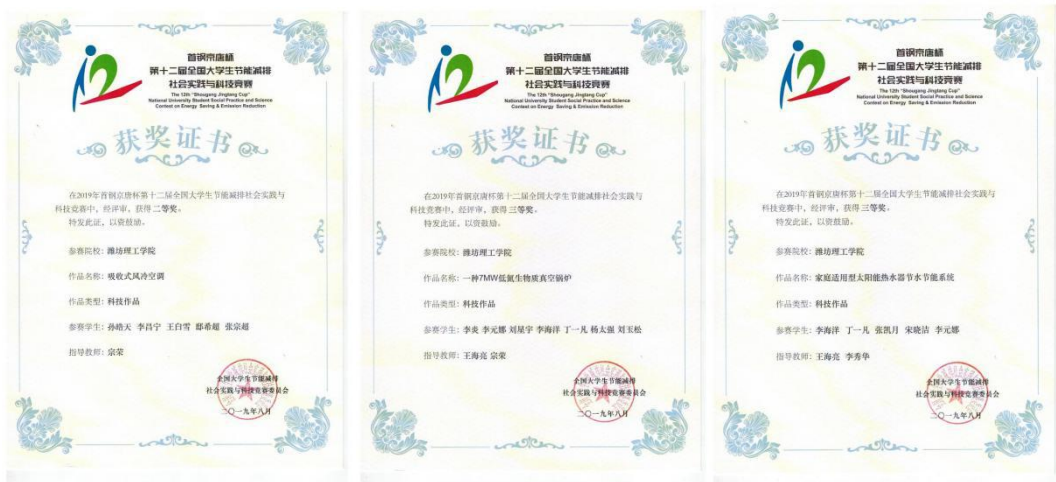 首钢京唐杯
第十二届全国大学生节能减排
社会实践与科技竞赛
The 12th "Shougang Jingtang Cup"
National University Student Social Practice and Science
Contest on Energy Saving & Emission Reduction
获奖证书
在2019年首钢京唐杯第十二届全国大学生节能减排社会实践与
科技竞赛中，经评审，获得 二等奖。
特发此证，以资鼓励。
参赛院校：潍坊理工学院
作品名称：吸收式风冷空调
作品类型：科技作品
参赛学生：孙皓天 李昌宁 王白雪 鄢希超 张宗超
指导教师：宗荣
全国大学生节能减排
社会实践与科技竞赛委员会
二〇一九年八月
首钢京唐杯
第十二届全国大学生节能减排
社会实践与科技竞赛
The 12th "Shougang Jingtang Cup"
National University Student Social Practice and Science
Contest on Energy Saving & Emission Reduction
获奖证书
在2019年首钢京唐杯第十二届全国大学生节能减排社会实践与
科技竞赛中，经评审，获得 三等奖。
特发此证，以资鼓励。
参赛院校：潍坊理工学院
作品名称：一种7MW低氮生物质真空锅炉
作品类型：科技作品
参赛学生：李炎 李元娜 刘星宇 李海洋 丁一凡 杨太强 刘玉松
指导教师：王海亮 宗荣
全国大学生节能减排
社会实践与科技竞赛委员会
二〇一九年八月
首钢京唐杯
第十二届全国大学生节能减排
社会实践与科技竞赛
The 12th "Shougang Jingtang Cup"
National University Student Social Practice and Science
Contest on Energy Saving & Emission Reduction
获奖证书
在2019年首钢京唐杯第十二届全国大学生节能减排社会实践与
科技竞赛中，经评审，获得 三等奖。
特发此证，以资鼓励。
参赛院校：潍坊理工学院
作品名称：家庭适用型太阳能热水器节水节能系统
作品类型：科技作品
参赛学生：李海洋 丁一凡 张凯月 宋晓洁 李元娜
指导教师：王海亮 李秀华
全国大学生节能减排
社会实践与科技竞赛委员会
二〇一九年八月